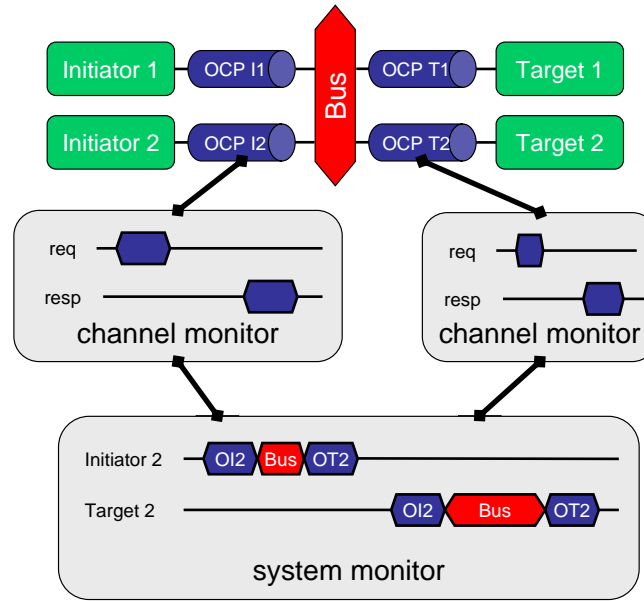 Initiator 1 OCP I1 Bus OCP T1 Target 1
Initiator 2 OCP I2 OCP T2 Target 2
req
resp
channel monitor
req
resp
channel monitor
Initiator 2 OI2 Bus OT2
Target 2 OI2 Bus OT2
system monitor